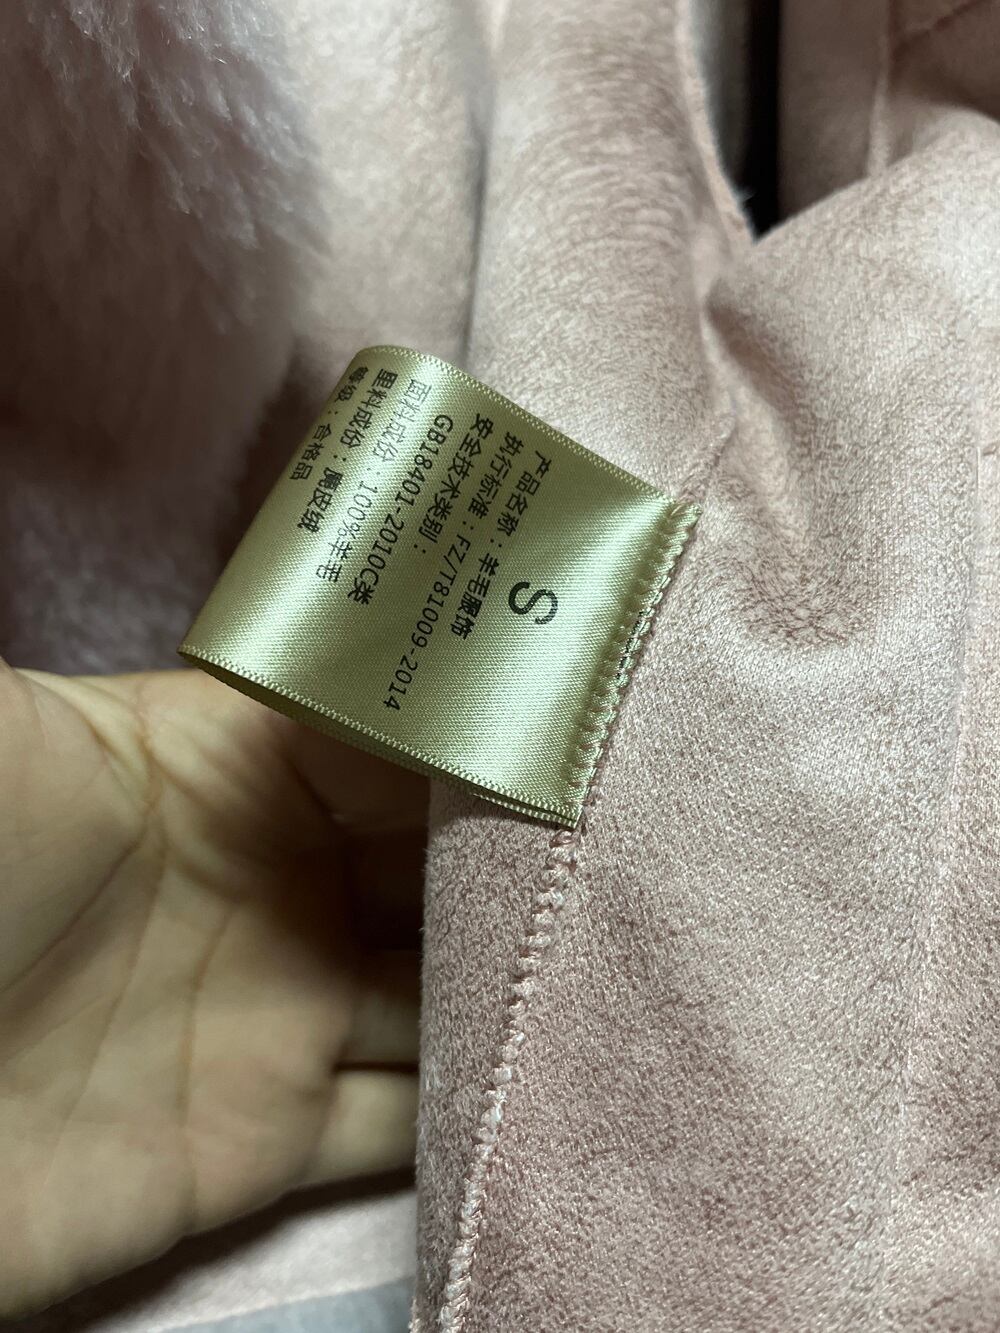 S
产品名称：羊毛服饰
执行标准：FZ/T81009-2014
安全技术类别：
GB18401-2010C类
面料成份：100%羊毛
里料成份：麂皮绒
等级：合格品